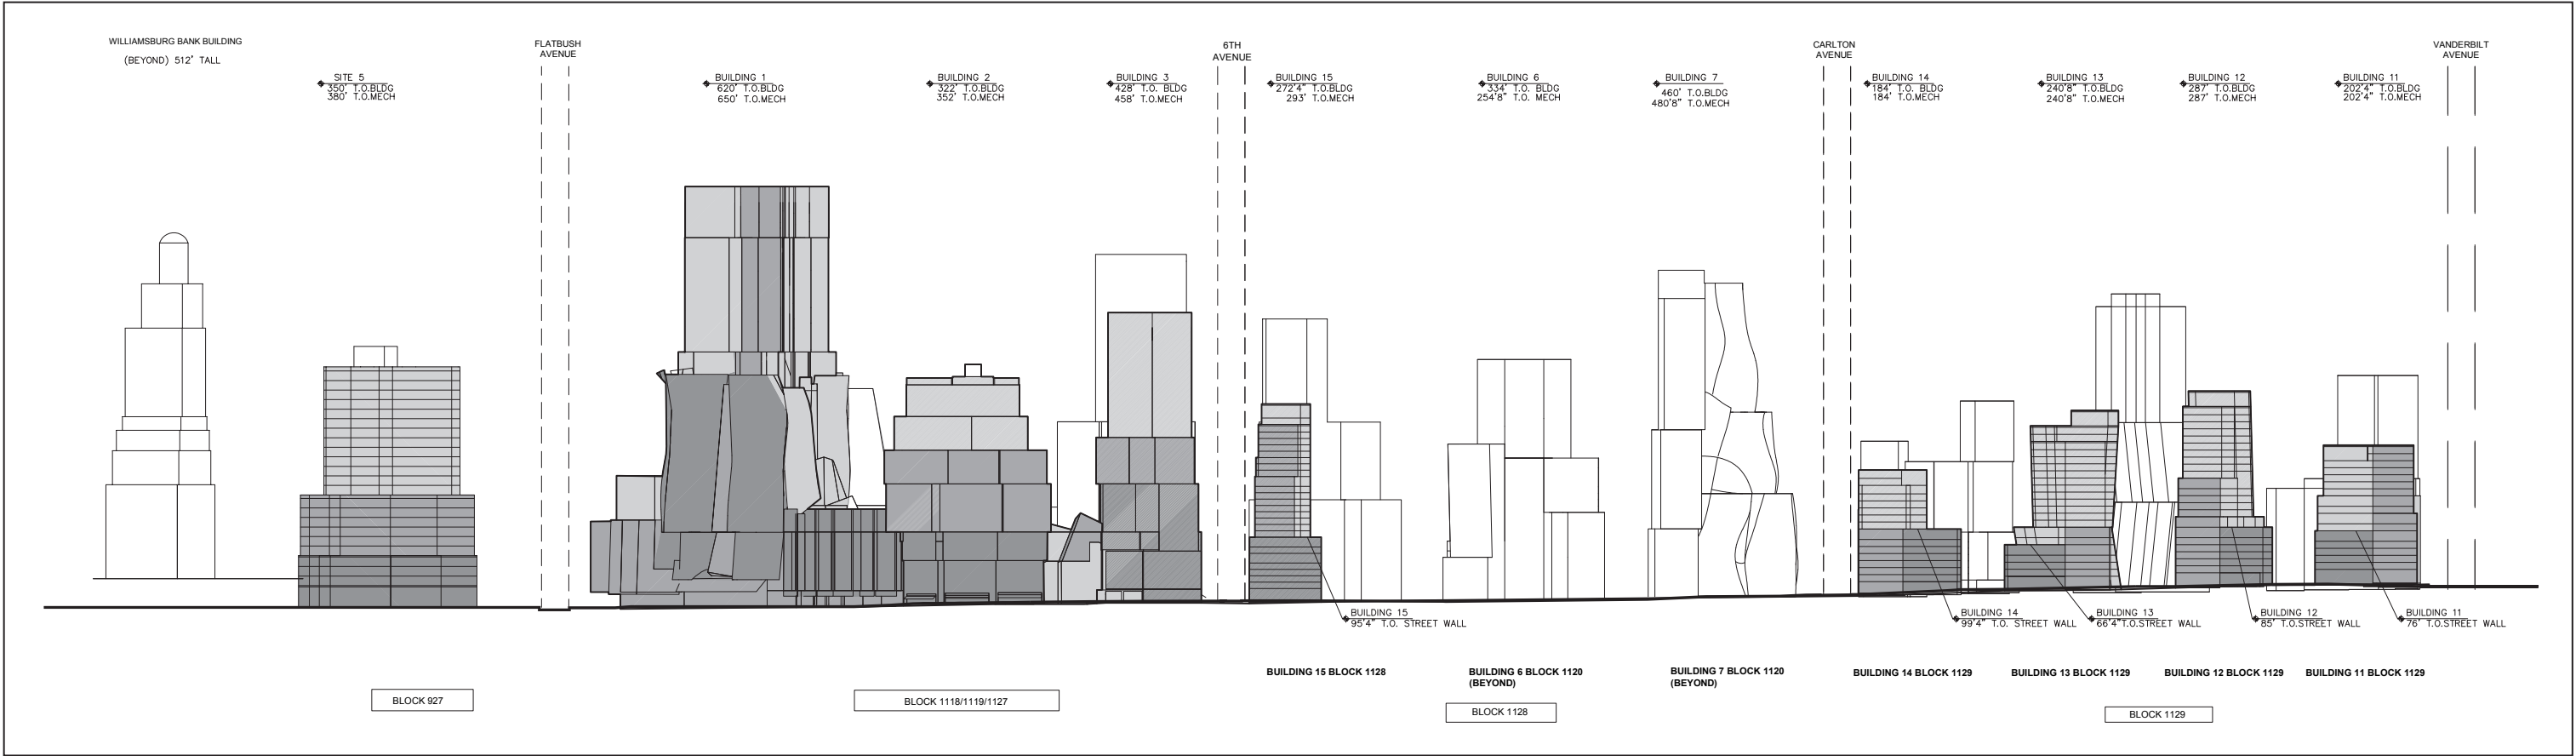 WILLIAMSBURG BANK BUILDING
(BEYOND) 512' TALL
SITE 5
350' T.O.BLDG
380' T.O.MECH
FLATBUSH
AVENUE
BUILDING 1
620' T.O.BLDG
650' T.O.MECH
BUILDING 2
322' T.O.BLDG
352' T.O.MECH
BUILDING 3
428' T.O. BLDG
458' T.O.MECH
6TH
AVENUE
BUILDING 15
272'4" T.O.BLDG
293' T.O.MECH
BUILDING 6
334' T.O.BLDG
254'8" T.O. MECH
BUILDING 7
460' T.O.BLDG
480'8" T.O.MECH
CARLTON
AVENUE
BUILDING 14
184' T.O. BLDG
184' T.O.MECH
BUILDING 13
240'8" T.O.BLDG
240'8" T.O.MECH
BUILDING 12
287' T.O.BLDG
287' T.O.MECH
BUILDING 11
202'4" T.O.BLDG
202'4" T.O.MECH
VANDERBILT
AVENUE
BUILDING 15
95'4" T.O. STREET WALL
BUILDING 14
99'4" T.O. STREET WALL
BUILDING 13
66'4"T.O.STREET WALL
BUILDING 12
85' T.O.STREET WALL
BUILDING 11
76' T.O.STREET WALL
BUILDING 15 BLOCK 1128
BUILDING 6 BLOCK 1120
(BEYOND)
BUILDING 7 BLOCK 1120
(BEYOND)
BUILDING 14 BLOCK 1129
BUILDING 13 BLOCK 1129
BUILDING 12 BLOCK 1129
BUILDING 11 BLOCK 1129
BLOCK 927
BLOCK 1118/1119/1127
BLOCK 1128
BLOCK 1129